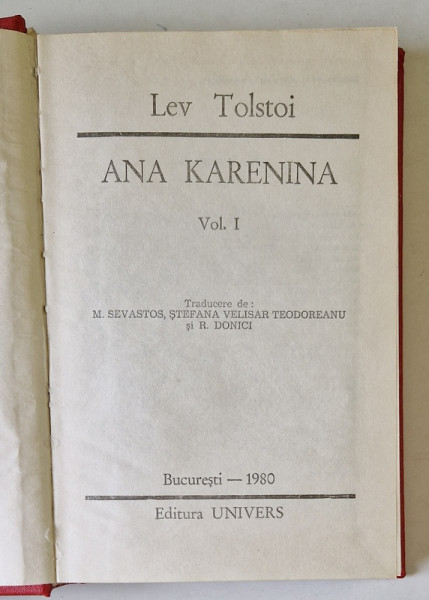 Lev Tolstoi
ANA KARENINA
Vol. I
Traducere de :
M. SEVASTOS, ŞTEFANA VELISAR TEODOREANU
şi R. DONICI
Bucureşti — 1980
Editura UNIVERS